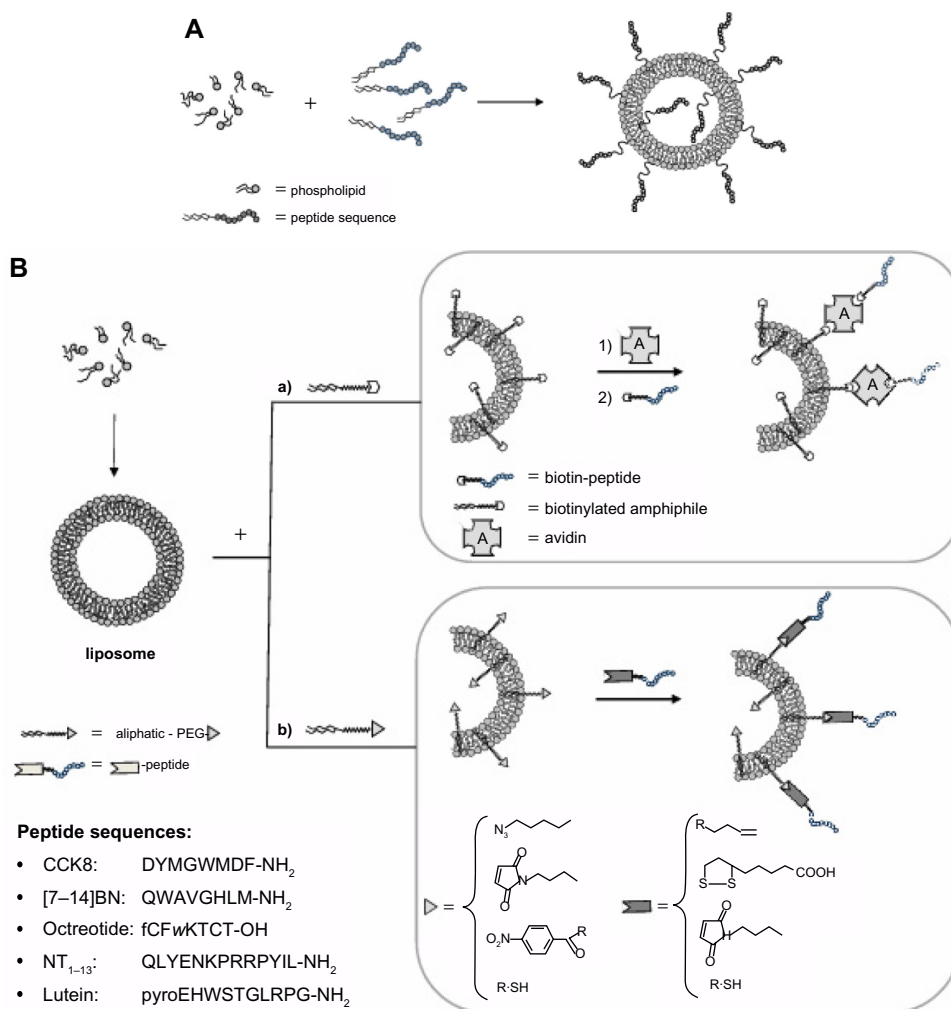 A
+
= phospholipid
= peptide sequence
B
a)
1) A
2)
A
A
= biotin-peptide
= biotinylated amphiphile
A = avidin
+
liposome
b)
= aliphatic - PEG-
= -peptide
Peptide sequences:
• CCK8: DYMGWMDF-NH2
• [7–14]BN: QWAVGHLM-NH2
• Octreotide: fCFwKTCT-OH
• NT1–13: QLYENKPRRPYIL-NH2
• Lutein: pyroEHWSTGLRPG-NH2
=
N3
O
N
O
O2N
R
O
R·SH
=
R
S S
COOH
O
H
O
R·SH